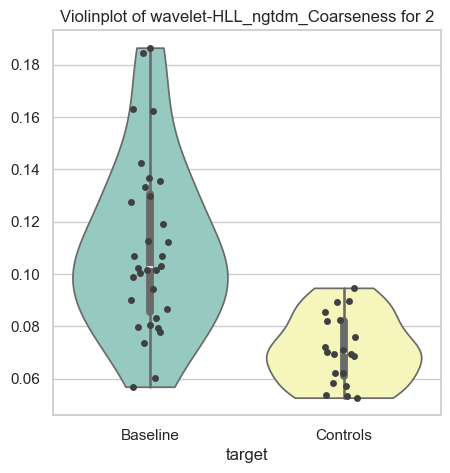 Violinplot of wavelet-HLL_ngtdm_Coarseness for 2
0.18
0.16
0.14
0.12
0.10
0.08
0.06
Baseline
Controls
target